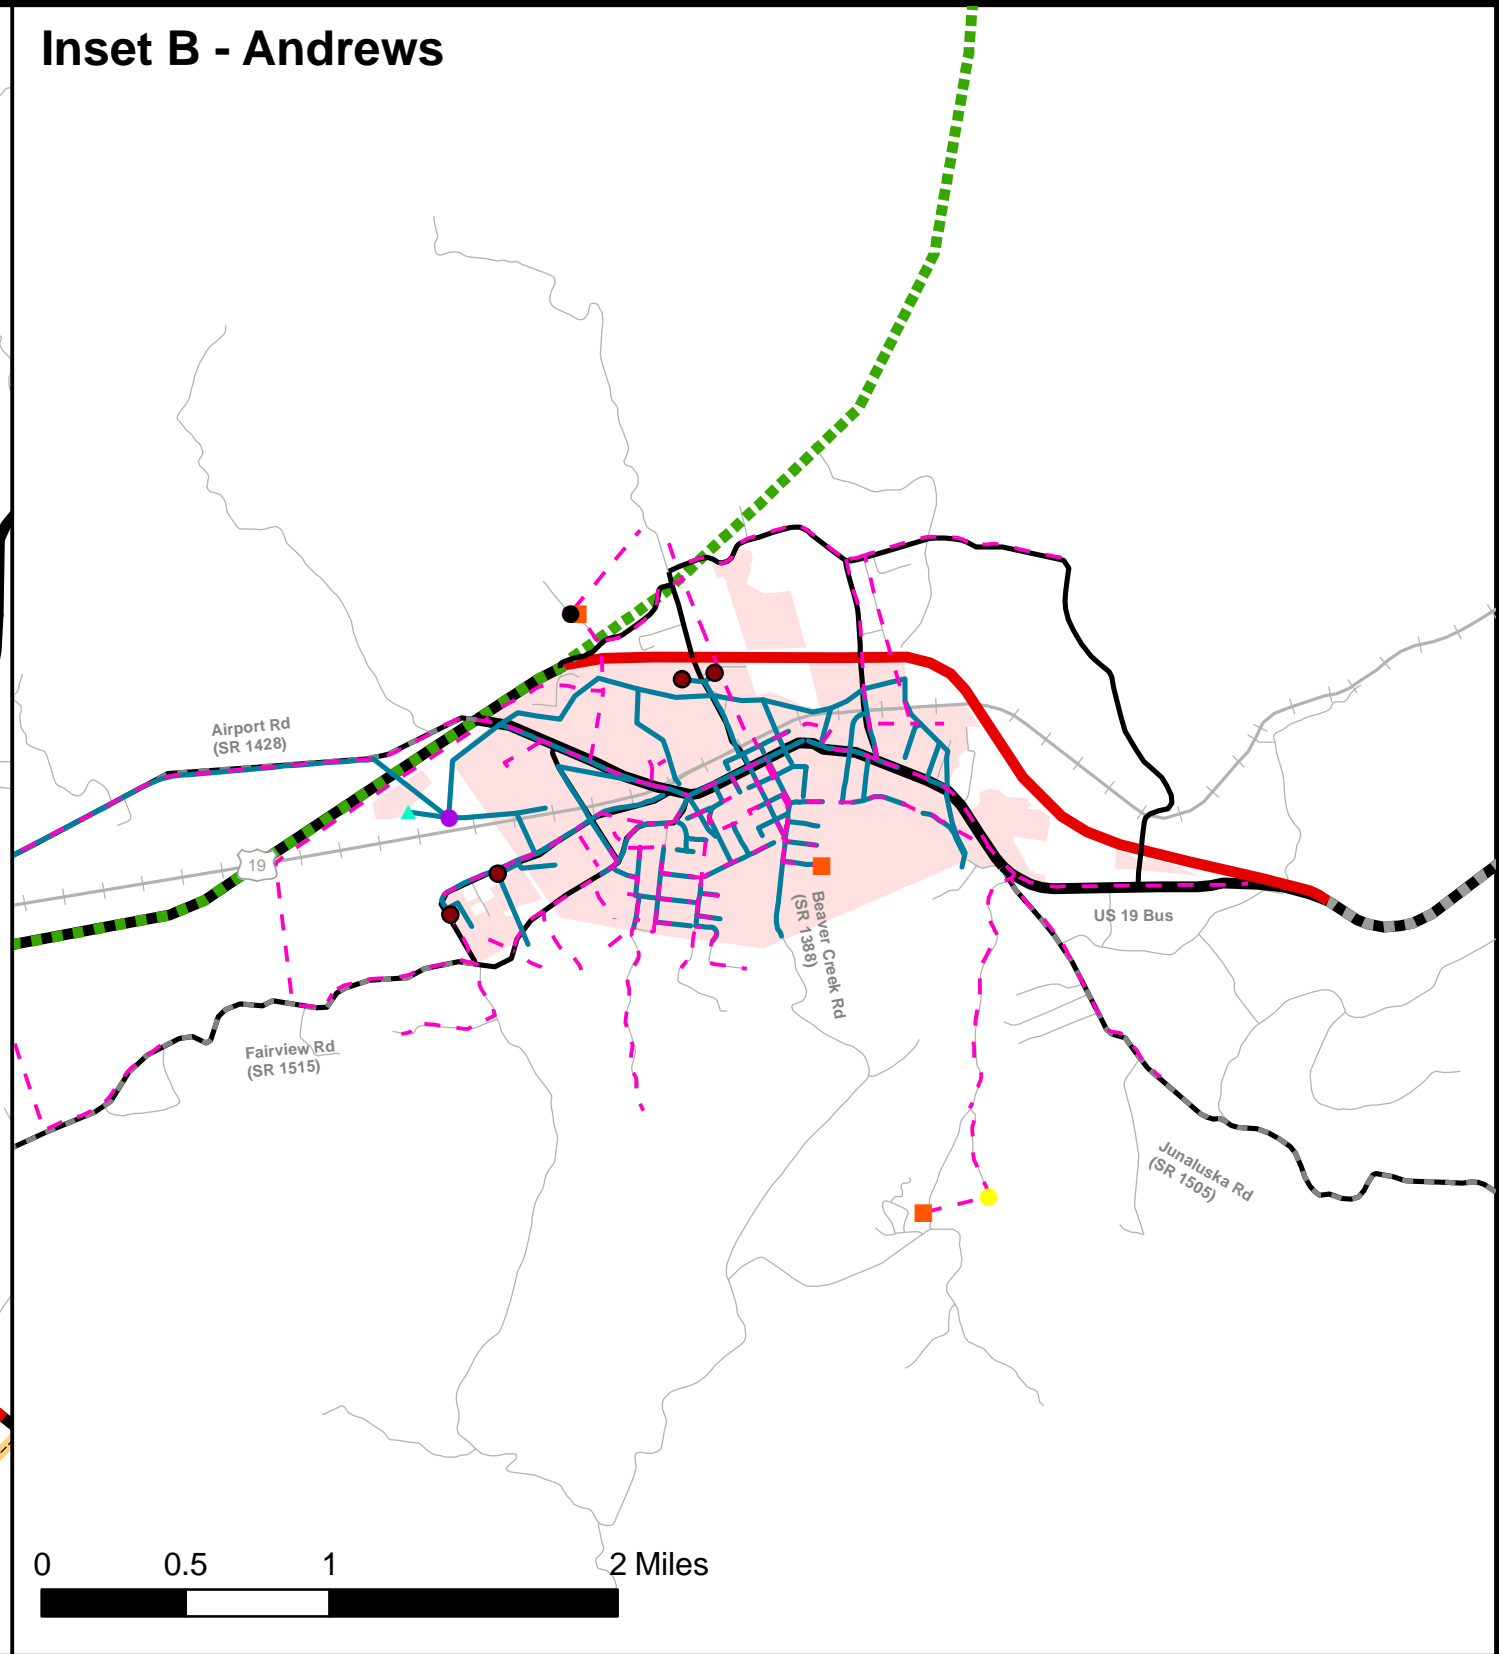 Inset B - Andrews
Airport Rd
(SR 1428)
19
Beaver Creek Rd
(SR 1388)
US 19 Bus
Fairview Rd
(SR 1515)
Junaluska Rd
(SR 1505)
0 0.5 1 2 Miles